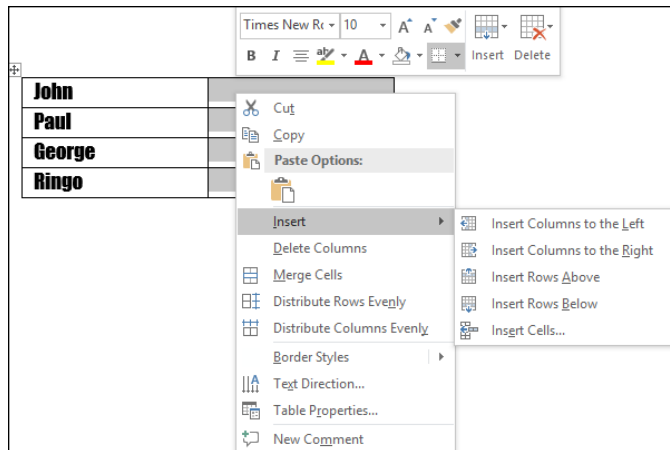 Times New Rc 10 A A
B I ab A Insert Delete
John
Paul
George
Ringo
Cut
Copy
Paste Options:
Insert
Delete Columns
Merge Cells
Distribute Rows Evenly
Distribute Columns Evenly
Border Styles
Text Direction...
Table Properties...
New Comment
Insert Columns to the Left
Insert Columns to the Right
Insert Rows Above
Insert Rows Below
Insert Cells...